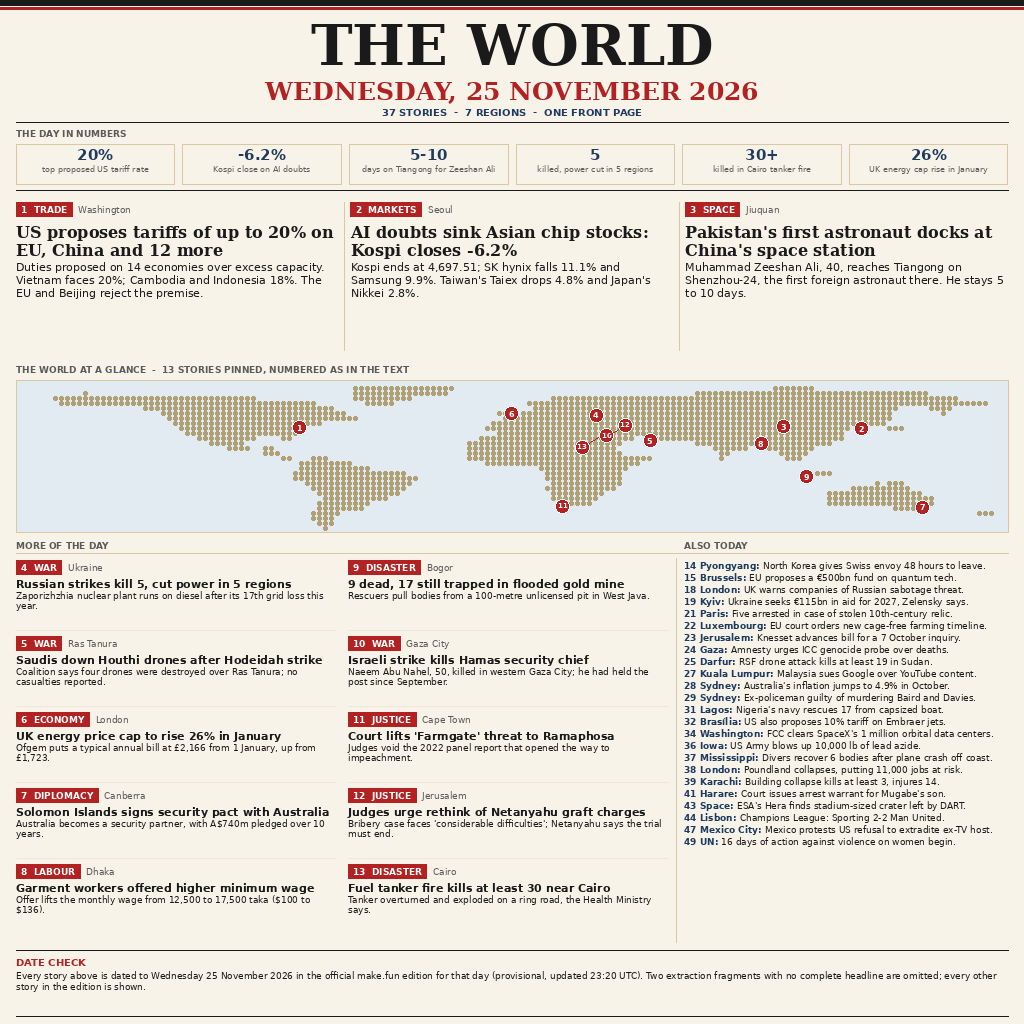 THE WORLD
WEDNESDAY, 25 NOVEMBER 2026
37 STORIES - 7 REGIONS - ONE FRONT PAGE
THE DAY IN NUMBERS
20%
top proposed US tariff rate
-6.2%
Kospi close on AI doubts
5-10
days on Tiangong for Zeeshan Ali
5
killed, power cut in 5 regions
30+
killed in Cairo tanker fire
26%
UK energy cap rise in January
1 TRADE Washington
US proposes tariffs of up to 20% on
EU, China and 12 more
Duties proposed on 14 economies over excess capacity.
Vietnam faces 20%; Cambodia and Indonesia 18%. The
EU and Beijing reject the premise.
2 MARKETS Seoul
AI doubts sink Asian chip stocks:
Kospi closes -6.2%
Kospi ends at 4,697.51; SK hynix falls 11.1% and
Samsung 9.9%. Taiwan's Taiex drops 4.8% and Japan's
Nikkei 2.8%.
3 SPACE Jiuquan
Pakistan's first astronaut docks at
China's space station
Muhammad Zeeshan Ali, 40, reaches Tiangong on
Shenzhou-24, the first foreign astronaut there. He stays 5
to 10 days.
THE WORLD AT A GLANCE - 13 STORIES PINNED, NUMBERED AS IN THE TEXT
1
6
4
12
10
13
5
3
8
2
9
11
7
MORE OF THE DAY
4 WAR Ukraine
Russian strikes kill 5, cut power in 5 regions
Zaporizhzhia nuclear plant runs on diesel after its 17th grid loss this
year.
5 WAR Ras Tanura
Saudis down Houthi drones after Hodeidah strike
Coalition says four drones were destroyed over Ras Tanura; no
casualties reported.
6 ECONOMY London
UK energy price cap to rise 26% in January
Ofgem puts a typical annual bill at £2,166 from 1 January, up from
£1,723.
7 DIPLOMACY Canberra
Solomon Islands signs security pact with Australia
Australia becomes a security partner, with A$740m pledged over 10
years.
8 LABOUR Dhaka
Garment workers offered higher minimum wage
Offer lifts the monthly wage from 12,500 to 17,500 taka ($100 to
$136).
9 DISASTER Bogor
9 dead, 17 still trapped in flooded gold mine
Rescuers pull bodies from a 100-metre unlicensed pit in West Java.
10 WAR Gaza City
Israeli strike kills Hamas security chief
Naeem Abu Nahel, 50, killed in western Gaza City; he had held the
post since September.
11 JUSTICE Cape Town
Court lifts 'Farmgate' threat to Ramaphosa
Judges void the 2022 panel report that opened the way to
impeachment.
12 JUSTICE Jerusalem
Judges urge rethink of Netanyahu graft charges
Bribery case faces 'considerable difficulties'; Netanyahu says the trial
must end.
13 DISASTER Cairo
Fuel tanker fire kills at least 30 near Cairo
Tanker overturned and exploded on a ring road, the Health Ministry
says.
ALSO TODAY
14 Pyongyang: North Korea gives Swiss envoy 48 hours to leave.
15 Brussels: EU proposes a €500bn fund on quantum tech.
18 London: UK warns companies of Russian sabotage threat.
19 Kyiv: Ukraine seeks €115bn in aid for 2027, Zelensky says.
21 Paris: Five arrested in case of stolen 10th-century relic.
22 Luxembourg: EU court orders new cage-free farming timeline.
23 Jerusalem: Knesset advances bill for a 7 October inquiry.
24 Gaza: Amnesty urges ICC genocide probe over deaths.
25 Darfur: RSF drone attack kills at least 19 in Sudan.
27 Kuala Lumpur: Malaysia sues Google over YouTube content.
28 Sydney: Australia's inflation jumps to 4.9% in October.
29 Sydney: Ex-policeman guilty of murdering Baird and Davies.
31 Lagos: Nigeria's navy rescues 17 from capsized boat.
32 Brasília: US also proposes 10% tariff on Embraer jets.
34 Washington: FCC clears SpaceX's 1 million orbital data centers.
36 Iowa: US Army blows up 10,000 lb of lead azide.
37 Mississippi: Divers recover 6 bodies after plane crash off coast.
38 London: Poundland collapses, putting 11,000 jobs at risk.
39 Karachi: Building collapse kills at least 3, injures 14.
41 Harare: Court issues arrest warrant for Mugabe's son.
43 Space: ESA's Hera finds stadium-sized crater left by DART.
44 Lisbon: Champions League: Sporting 2-2 Man United.
47 Mexico City: Mexico protests US refusal to extradite ex-TV host.
49 UN: 16 days of action against violence on women begin.
DATE CHECK
Every story above is dated to Wednesday 25 November 2026 in the official make.fun edition for that day (provisional, updated 23:20 UTC). Two extraction fragments with no complete headline are omitted; every other
story in the edition is shown.